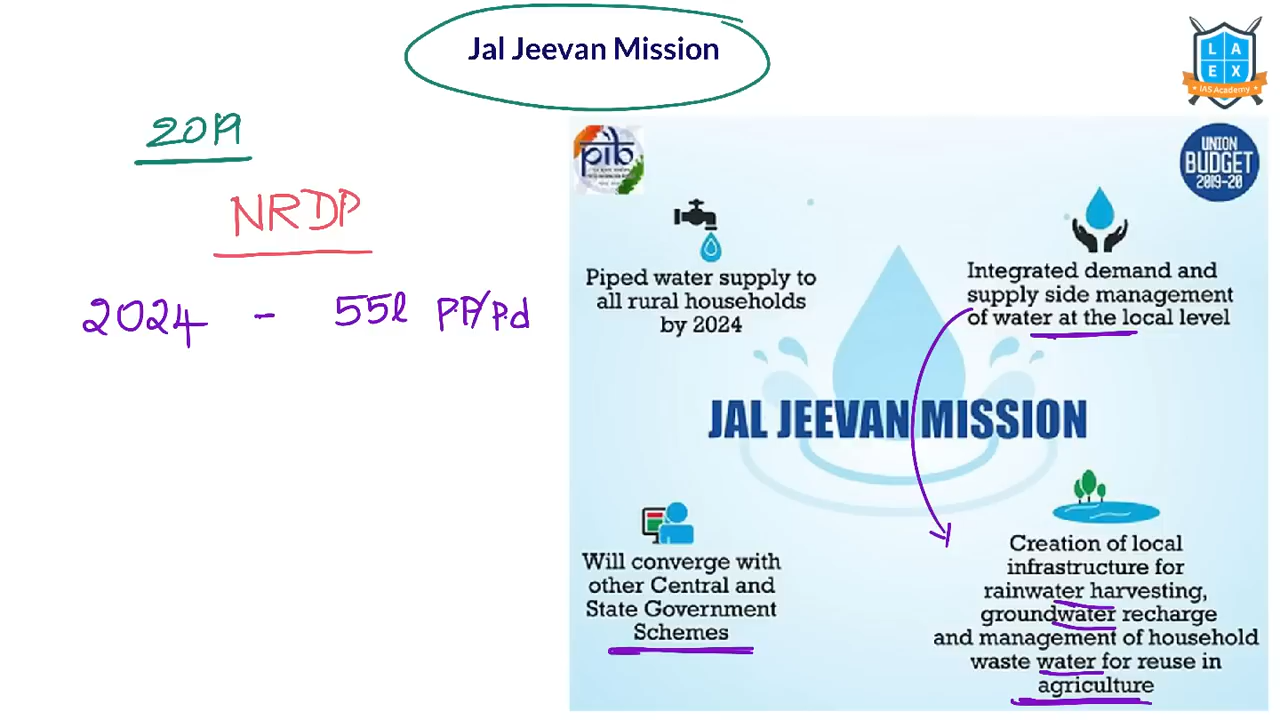 Jal Jeevan Mission
L A
E X
IAS Academy
2019
NRDP
2024 - 55l P.P/P.d
pib
UNION
BUDGET
2019-20
Piped water supply to
all rural households
by 2024
Integrated demand and
supply side management
of water at the local level
JAL JEEVAN MISSION
Will converge with
other Central and
State Government
Schemes
Creation of local
infrastructure for
rainwater harvesting,
groundwater recharge
and management of household
waste water for reuse in
agriculture